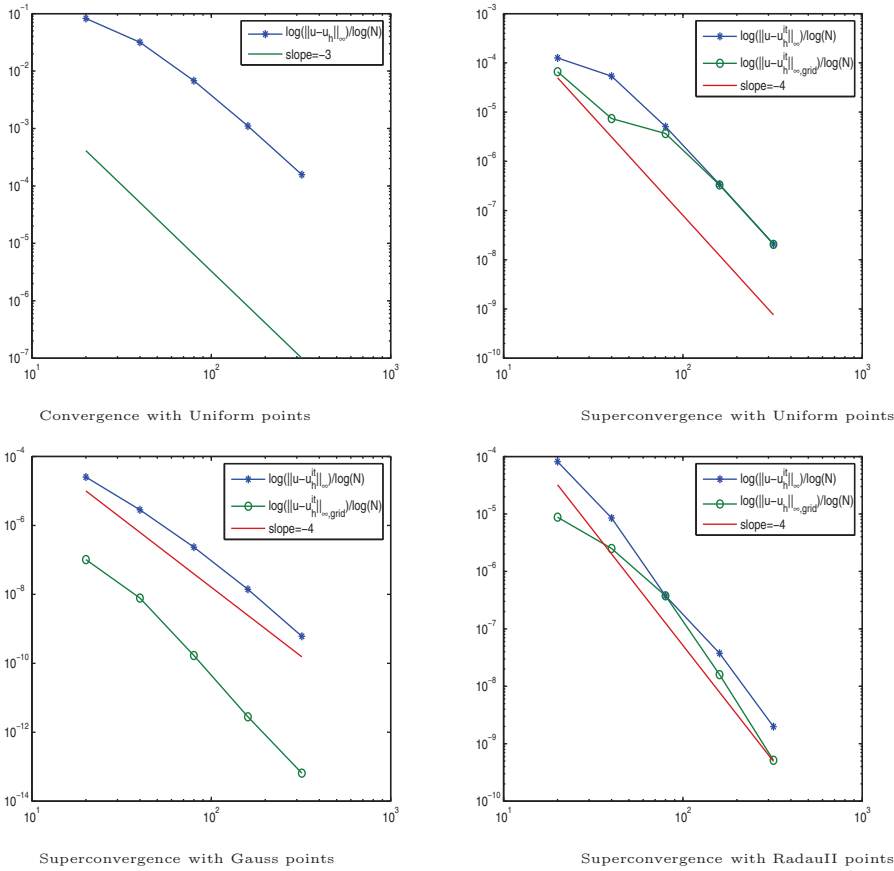 10^−1
10^−2
10^−3
10^−4
10^−5
10^−6
10^−7
10^1
10^2
10^3
log(||u−u_h||_∞)/log(N)
slope=−3
Convergence with Uniform points
10^−3
10^−4
10^−5
10^−6
10^−7
10^−8
10^−9
10^−10
10^1
10^2
10^3
log(||u−u_h^it||_∞)/log(N)
log(||u−u_h^it||_∞,grid)/log(N)
slope=−4
Superconvergence with Uniform points
10^−4
10^−6
10^−8
10^−10
10^−12
10^−14
10^1
10^2
10^3
log(||u−u_h^it||_∞)/log(N)
log(||u−u_h^it||_∞,grid)/log(N)
slope=−4
Superconvergence with Gauss points
10^−4
10^−5
10^−6
10^−7
10^−8
10^−9
10^−10
10^1
10^2
10^3
log(||u−u_h^it||_∞)/log(N)
log(||u−u_h^it||_∞,grid)/log(N)
slope=−4
Superconvergence with RadauII points